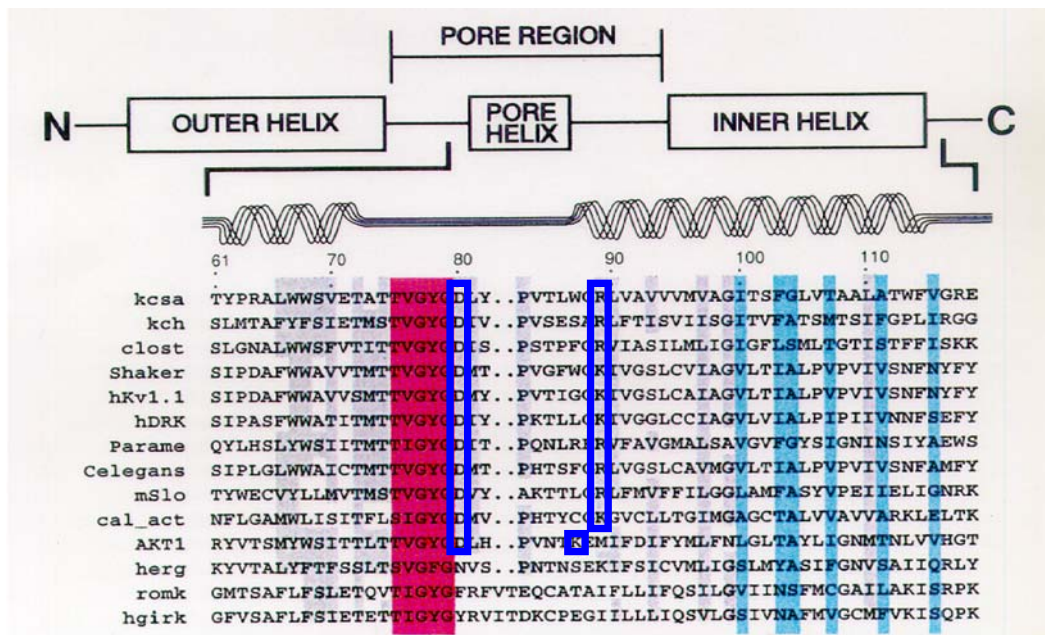 PORE REGION
N OUTER HELIX PORE HELIX INNER HELIX C
61 70 80 90 100 110
kcsa TYPRALWWSVETATTVGYGDLY..PVTLWGRLVAVVVMVAGITSFGLVTAALATWFVGRE
kch SLMTAFYFSIETMSTVGYGDIV..PVSESARLFTISVIISGITVFATSMTSIFGPLIRGG
clost SLGNALWWSFVTITTVGYGDIS..PSTPFGRVIASILMLIGIGFLSMLTGTISTFFISKK
Shaker SIPDAFWWAVVTMTTVGYGDMT..PVGFWGKIVGSLCVIAGVLTIALPVPVIVSNFNYFY
hKv1.1 SIPDAFWWAVVSMTTVGYGDMY..PVTIGGKIVGSLCAIAGVLTIALPVPVIVSNFNYFY
hDRK SIPASFWWATITMTTVGYGDIY..PKTLLGKIVGGLCCIAGVLVIALPIPIIVNNFSEFY
Parame QYLHSLYWSIITMTTIGYGDIT..PQNLRERVFAVGMALSAVGVFGYSIGNINSIYAEWS
Celegans SIPLGLWWAICTMTTVGYGDMT..PHTSFGRLVGSLCAVMGVLTIALPVPVIVSNFAMFY
mSlo TYWECVYLLMVTMSTVGYGDVY..AKTTLGRLFMVFFILGGLAMFASYVPEIIELIGNRK
cal_act NFLGAMWLISITFLSIGYGDMV..PHTYCGKGVCLLTGIMGAGCTALVVAVVARKLELTK
AKT1 RYVTSMYWSITTLTTVGYGDLH..PVNTKEMIFDIFYMLFNLGLTAYLIGNMTNLVVHGT
herg KYVTALYFTFSSLTSVGFGNVS..PNTNSEKIFSICVMLIGSLMYASIFGNVSAIIQRLY
romk GMTSAFLFSLETQVTIGYGFRFVTEQCATAIFLLIFQSILGVIINSFMCGAILAKISRPK
hgirk GFVSAFLFSIETETTIGYGYRVITDKCPEGIILLLIQSVLGSIVNAFMVGCMFVKISQPK